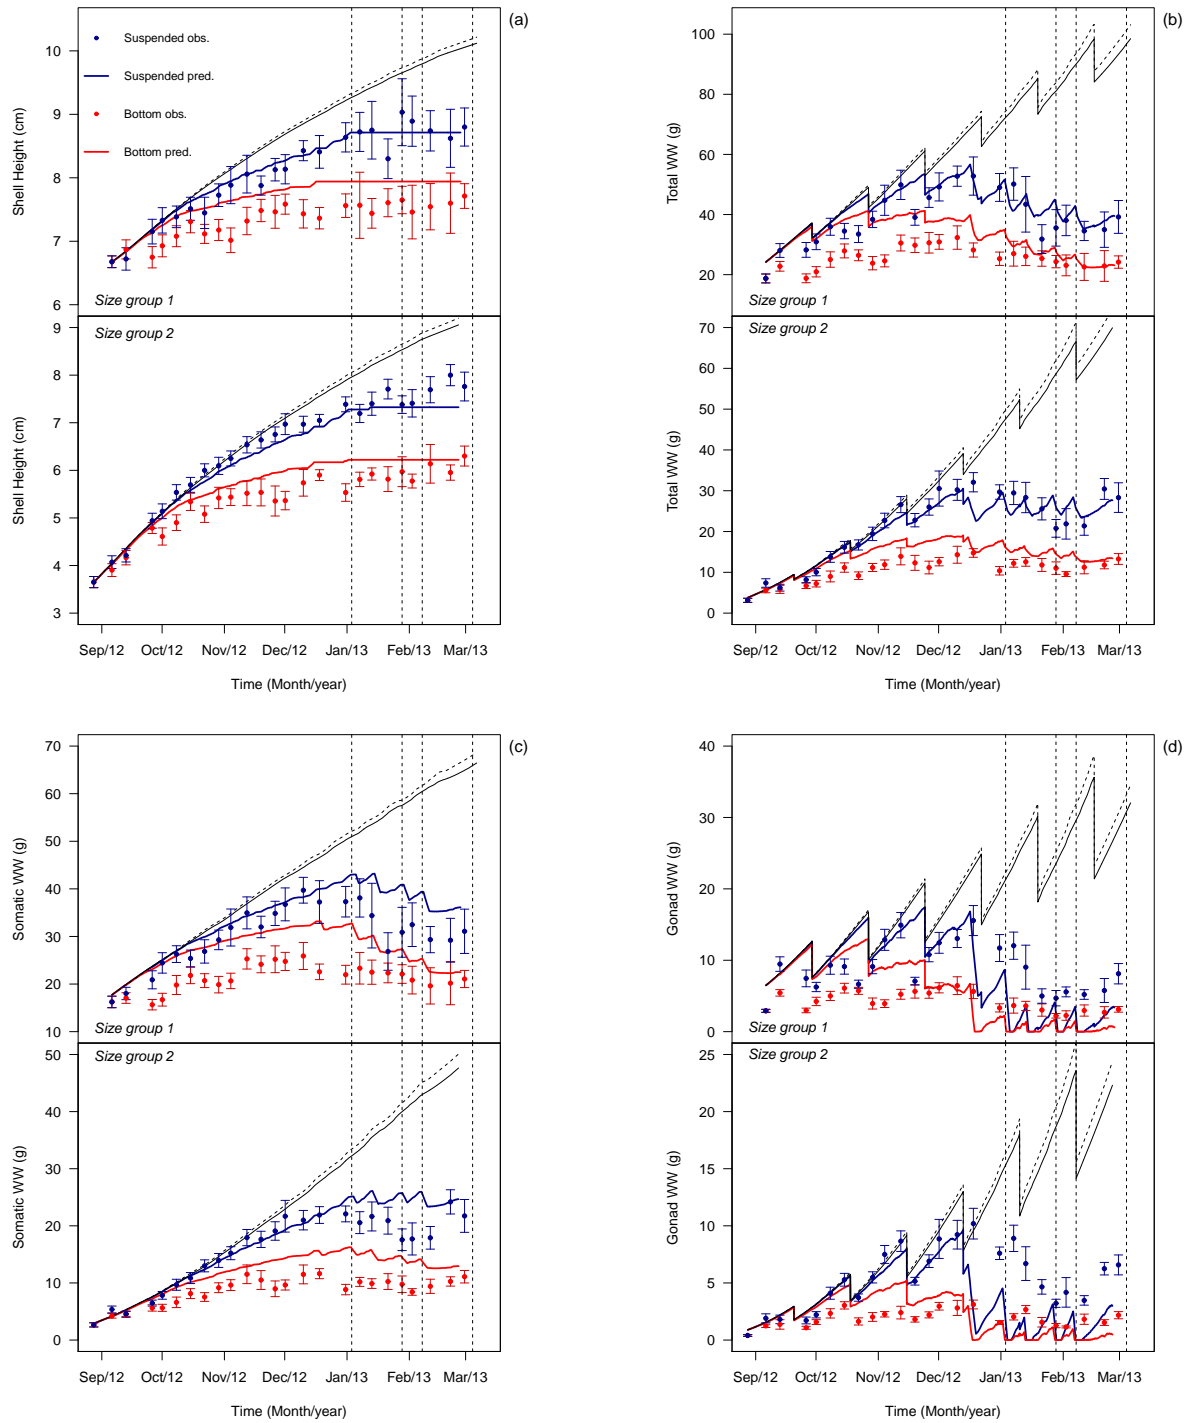 (a)
Suspended obs.
Suspended pred.
Bottom obs.
Bottom pred.
Shell Height (cm)
10
9
8
7
6
Size group 1
Size group 2
Shell Height (cm)
9
8
7
6
5
4
3
Sep/12 Oct/12 Nov/12 Dec/12 Jan/13 Feb/13 Mar/13
Time (Month/year)
(b)
Total WW (g)
100
80
60
40
20
Size group 1
Size group 2
Total WW (g)
70
60
50
40
30
20
10
0
Sep/12 Oct/12 Nov/12 Dec/12 Jan/13 Feb/13 Mar/13
Time (Month/year)
(c)
Somatic WW (g)
70
60
50
40
30
20
10
Size group 1
Size group 2
Somatic WW (g)
50
40
30
20
10
0
Sep/12 Oct/12 Nov/12 Dec/12 Jan/13 Feb/13 Mar/13
Time (Month/year)
(d)
Gonad WW (g)
40
30
20
10
0
Size group 1
Size group 2
Gonad WW (g)
25
20
15
10
5
0
Sep/12 Oct/12 Nov/12 Dec/12 Jan/13 Feb/13 Mar/13
Time (Month/year)